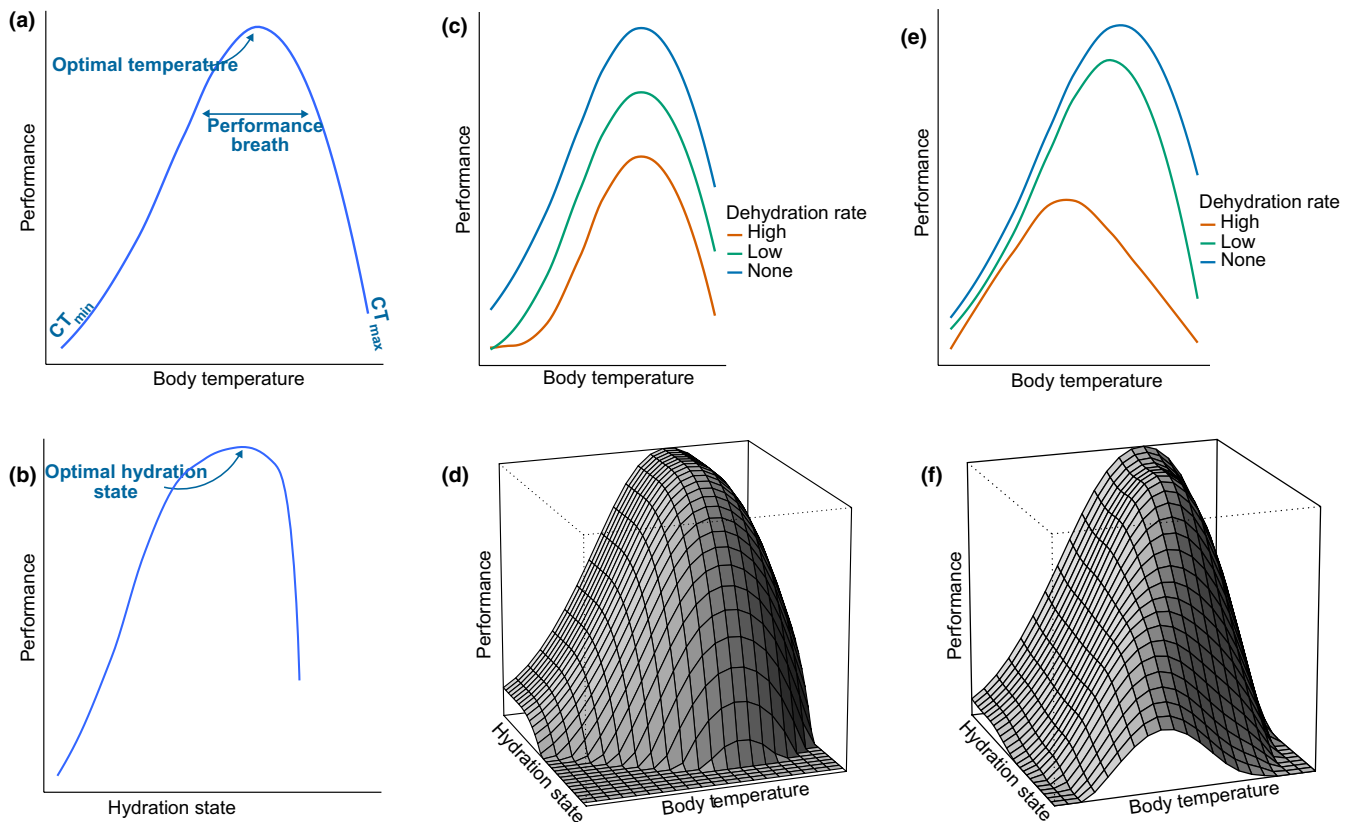 (a)
Optimal temperature
Performance
breath
CT min
CT max
Performance
Body temperature
(b)
Optimal hydration
state
Performance
Hydration state
(c)
Performance
Dehydration rate
High
Low
None
Body temperature
(d)
Performance
Hydration state
Body temperature
(e)
Performance
Dehydration rate
High
Low
None
Body temperature
(f)
Performance
Hydration state
Body temperature